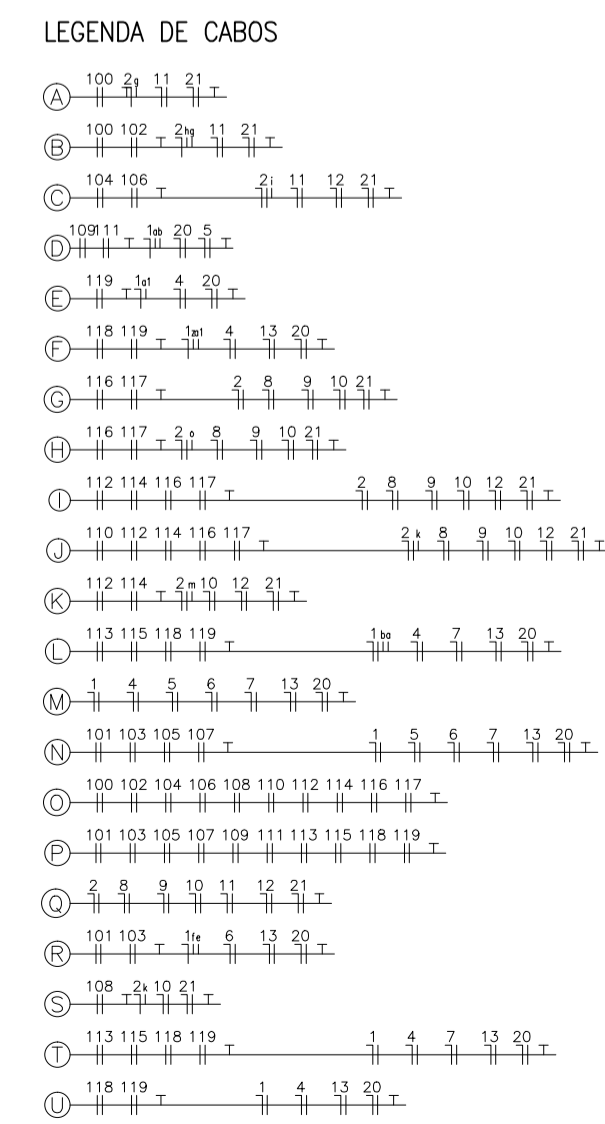 LEGENDA DE CABOS
A 100 2g 11 21
B 100 102 2hg 11 21
C 104 106 2i 11 12 21
D 109 111 1ab 20 5
E 119 1a1 4 20
F 118 119 1za1 4 13 20
G 116 117 2 8 9 10 21
H 116 117 2 o 8 9 10 21
I 112 114 116 117 2 8 9 10 12 21
J 110 112 114 116 117 2 k 8 9 10 12 21
K 112 114 2 m 10 12 21
L 113 115 118 119 1 ba 4 7 13 20
M 1 4 5 6 7 13 20
N 101 103 105 107 1 5 6 7 13 20
O 100 102 104 106 108 110 112 114 116 117
P 101 103 105 107 109 111 113 115 118 119
Q 2 8 9 10 11 12 21
R 101 103 1fe 6 13 20
S 108 2k 10 21
T 113 115 118 119 1 4 7 13 20
U 118 119 1 4 13 20